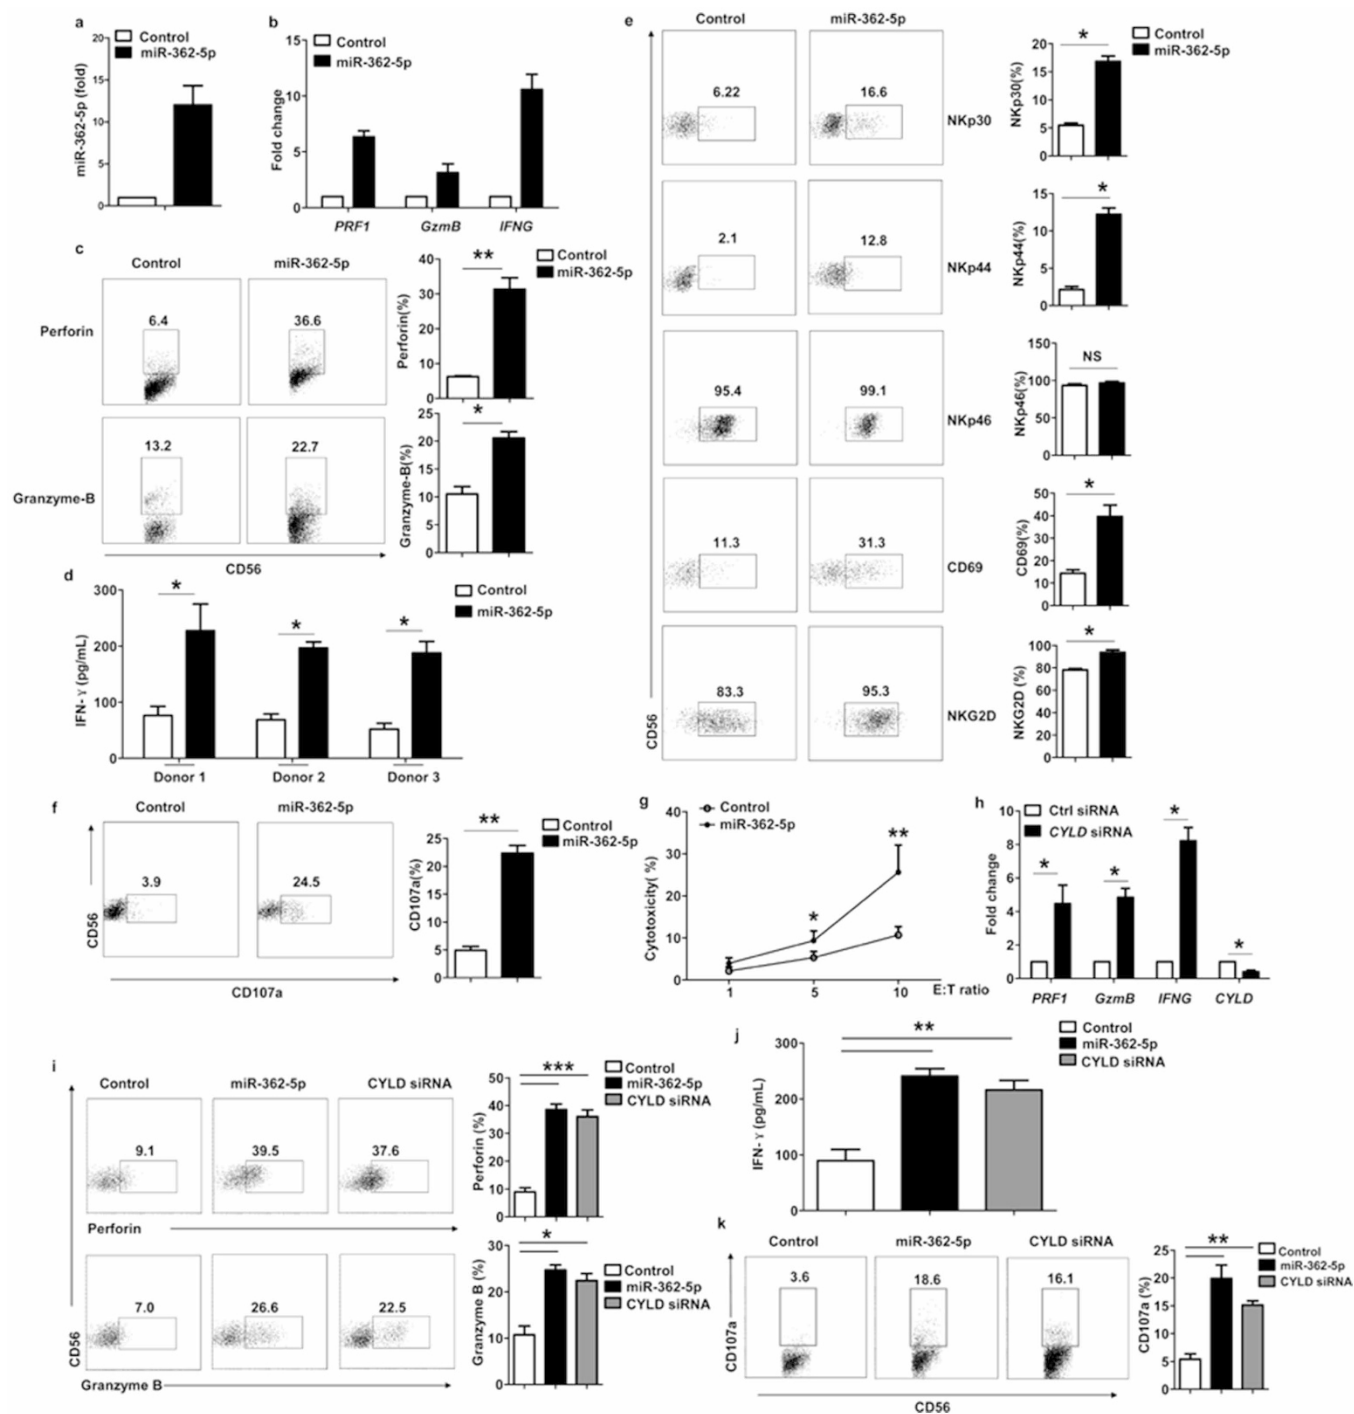 a
Control
miR-362-5p
miR-362-5p (fold)
20
15
10
5
0
b
Control
miR-362-5p
Fold change
15
10
5
0
PRF1 GzmB IFNG
c
Control miR-362-5p
Perforin
6.4 36.6
Granzyme-B
13.2 22.7
CD56
Control
miR-362-5p
**
Perforin(%)
40
30
20
10
0
*
Granzyme-B(%)
25
20
15
10
5
0
d
Control
miR-362-5p
IFN- γ (pg/mL)
300
200
100
0
* * *
Donor 1 Donor 2 Donor 3
e
Control miR-362-5p
6.22 16.6 NKp30
2.1 12.8 NKp44
95.4 99.1 NKp46
11.3 31.3 CD69
83.3 95.3 NKG2D
CD56
Control
miR-362-5p
*
NKp30(%)
20
15
10
5
0
*
NKp44(%)
15
10
5
0
NS
NKp46(%)
150
100
50
0
*
CD69(%)
50
40
30
20
10
0
*
NKG2D (%)
100
80
60
40
20
0
f
Control miR-362-5p
3.9 24.5
CD56
CD107a
Control
miR-362-5p
**
CD107a(%)
25
20
15
10
5
0
g
Control
miR-362-5p
Cytotoxicity( %)
40
30
20
10
0
* **
1 5 10 E:T ratio
h
Ctrl siRNA
CYLD siRNA
Fold change
10
8
6
4
2
0
* * * *
PRF1 GzmB IFNG CYLD
i
Control miR-362-5p CYLD siRNA
9.1 39.5 37.6
Perforin
7.0 26.6 22.5
CD56
Granzyme B
Control
miR-362-5p
CYLD siRNA
***
Perforin (%)
50
40
30
20
10
0
Control
miR-362-5p
CYLD siRNA
*
Granzyme B (%)
30
20
10
0
j
Control
miR-362-5p
CYLD siRNA
**
IFN- γ (pg/mL)
300
200
100
0
k
Control miR-362-5p CYLD siRNA
3.6 18.6 16.1
CD107a
CD56
Control
miR-362-5p
CYLD siRNA
**
CD107a (%)
25
20
15
10
5
0